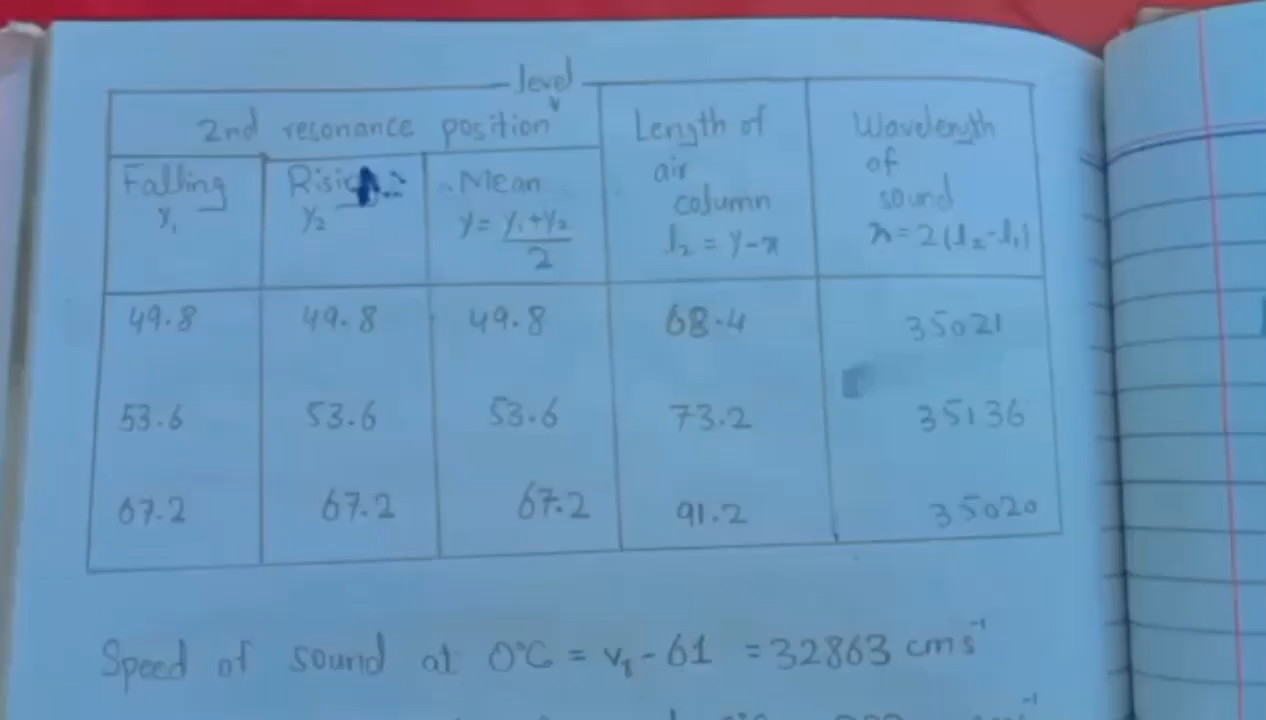 level
2nd resonance position
Length of air column l₂ = y-x
Wavelength of sound λ=2(l₂-l₁)
Falling y₁
Rising y₂
Mean y= y₁+y₂/2
49.8 49.8 49.8 68.4 35021
53.6 53.6 53.6 73.2 35136
67.2 67.2 67.2 91.2 35020
Speed of sound at 0°C = v - 61 = 32863 cm s⁻¹